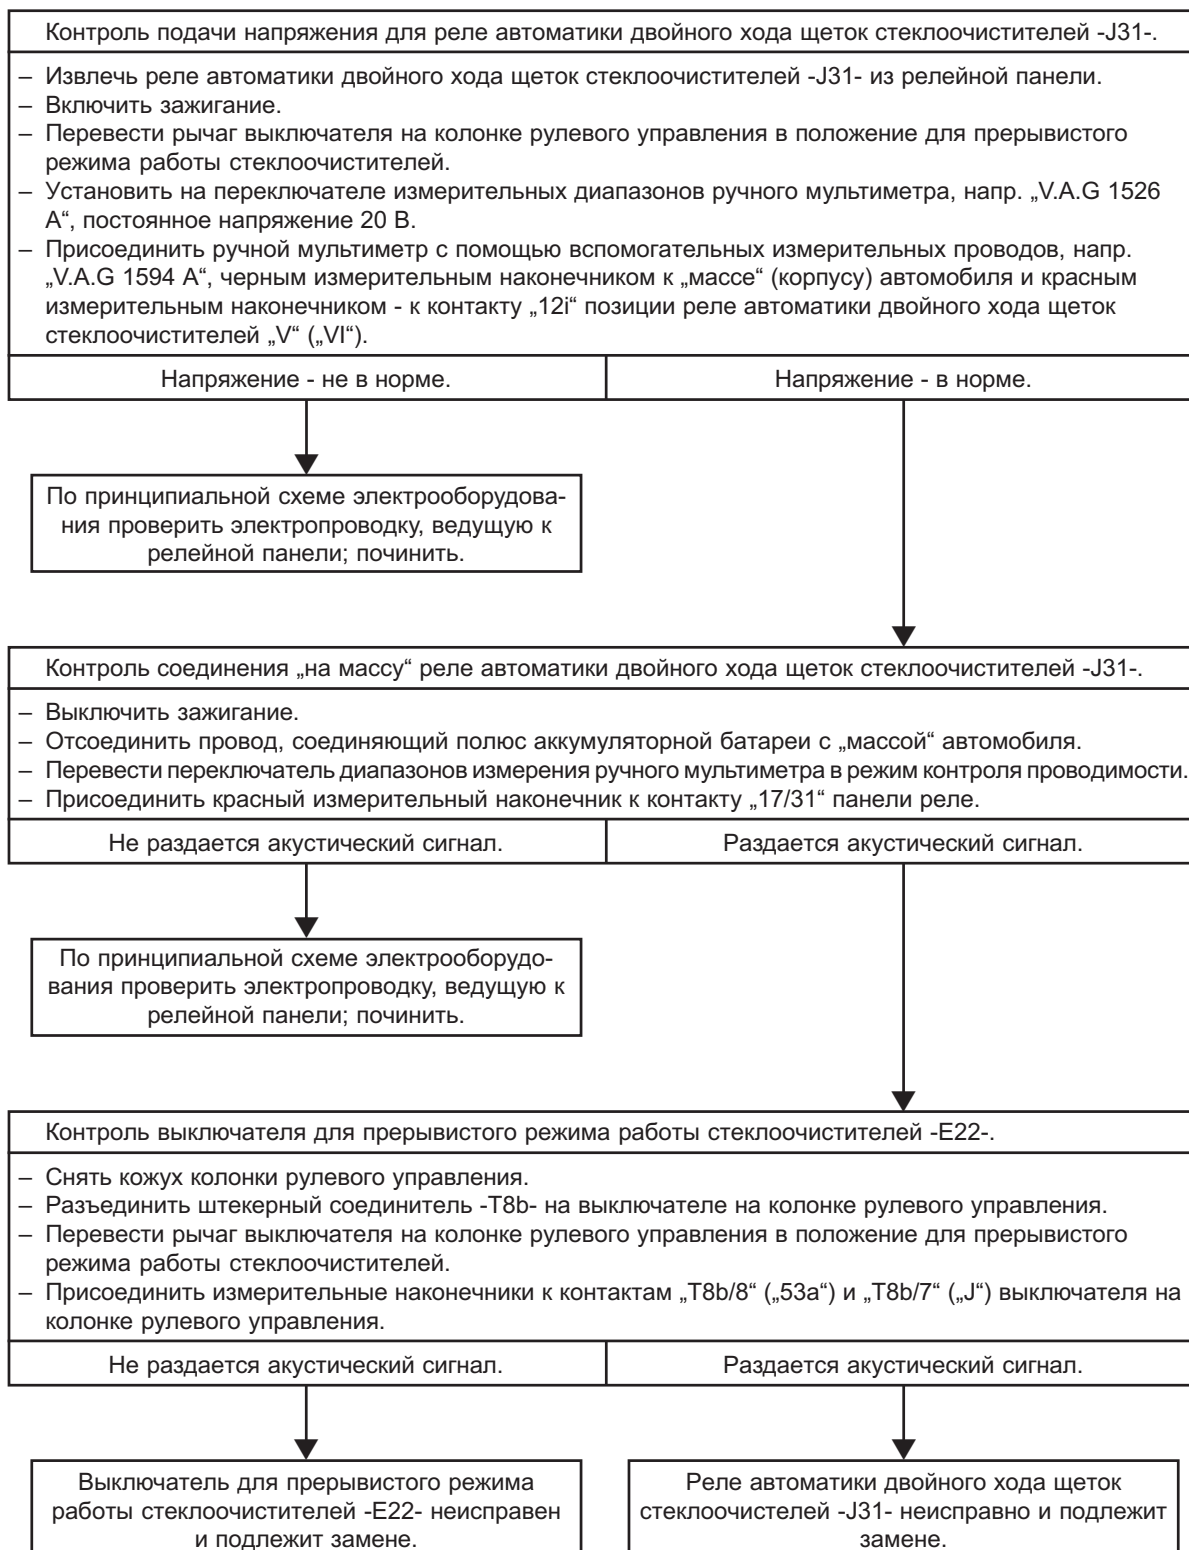 Контроль подачи напряжения для реле автоматики двойного хода щеток стеклоочистителей -J31-.
– Извлечь реле автоматики двойного хода щеток стеклоочистителей -J31- из релейной панели.
– Включить зажигание.
– Перевести рычаг выключателя на колонке рулевого управления в положение для прерывистого
режима работы стеклоочистителей.
– Установить на переключателе измерительных диапазонов ручного мультиметра, напр. „V.A.G 1526
A“, постоянное напряжение 20 В.
– Присоединить ручной мультиметр с помощью вспомогательных измерительных проводов, напр.
„V.A.G 1594 A“, черным измерительным наконечником к „массе“ (корпусу) автомобиля и красным
измерительным наконечником - к контакту „12i“ позиции реле автоматики двойного хода щеток
стеклоочистителей „V“ („VI“).
Напряжение - не в норме.
Напряжение - в норме.
По принципиальной схеме электрооборудова-
ния проверить электропроводку, ведущую к
релейной панели; починить.
Контроль соединения „на массу“ реле автоматики двойного хода щеток стеклоочистителей -J31-.
– Выключить зажигание.
– Отсоединить провод, соединяющий полюс аккумуляторной батареи с „массой“ автомобиля.
– Перевести переключатель диапазонов измерения ручного мультиметра в режим контроля проводимости.
– Присоединить красный измерительный наконечник к контакту „17/31“ панели реле.
Не раздается акустический сигнал.
Раздается акустический сигнал.
По принципиальной схеме электрооборудо-
вания проверить электропроводку, ведущую к
релейной панели; починить.
Контроль выключателя для прерывистого режима работы стеклоочистителей -E22-.
– Снять кожух колонки рулевого управления.
– Разъединить штекерный соединитель -T8b- на выключателе на колонке рулевого управления.
– Перевести рычаг выключателя на колонке рулевого управления в положение для прерывистого
режима работы стеклоочистителей.
– Присоединить измерительные наконечники к контактам „T8b/8“ („53a“) и „T8b/7“ („J“) выключателя на
колонке рулевого управления.
Не раздается акустический сигнал.
Раздается акустический сигнал.
Выключатель для прерывистого режима
работы стеклоочистителей -E22- неисправен
и подлежит замене.
Реле автоматики двойного хода щеток
стеклоочистелей -J31- неисправно и подлежит
замене.